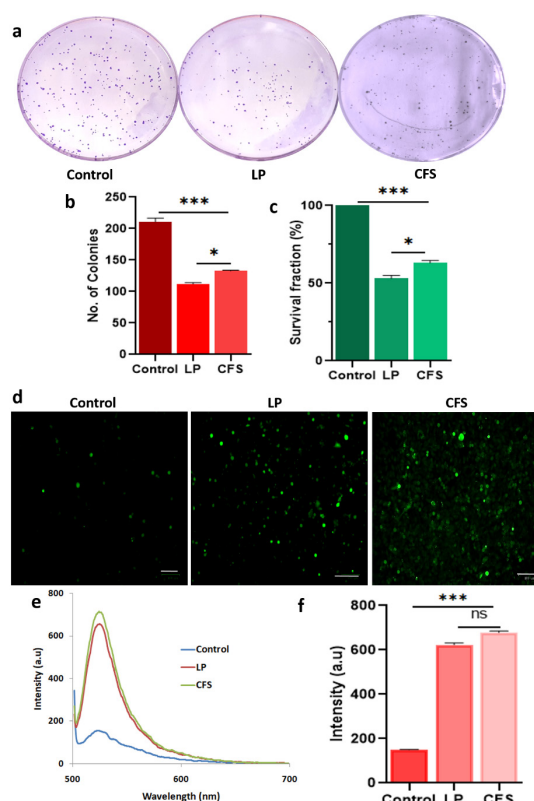 a
Control LP CFS
b
No. of Colonies
250
200
150
100
50
0
***
*
Control LP CFS
c
Survival fraction (%)
100
50
0
***
*
Control LP CFS
d
Control LP CFS
e
Intensity (a.u)
800
600
400
200
0
500 600 700
Wavelength (nm)
Control
LP
CFS
f
Intensity (a.u)
800
600
400
200
0
***
ns
Control LP CFS